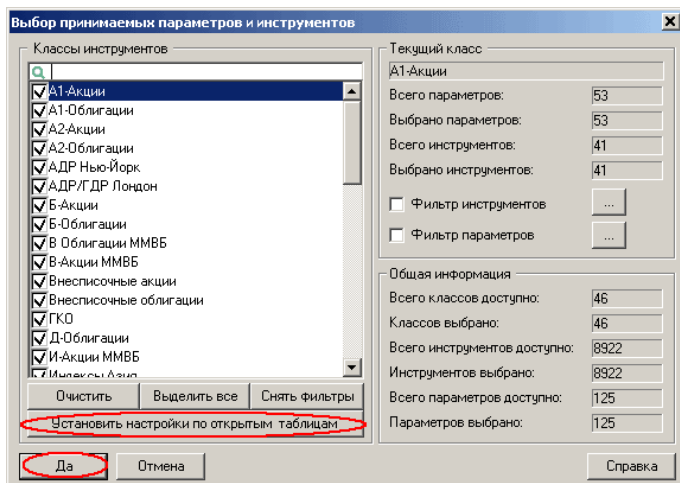 Выбор принимаемых параметров и инструментов
Классы инструментов
А1-Акции
А1-Облигации
А2-Акции
А2-Облигации
АДР Нью-Йорк
АДР/ГДР Лондон
Б-Акции
Б-Облигации
В Облигации ММВБ
В-Акции ММВБ
Внесписочные акции
Внесписочные облигации
ГКО
Д-Облигации
И-Акции ММВБ
Индексы Азия
Очистить Выделить все Снять фильтры
Установить настройки по открытым таблицам
Текущий класс
А1-Акции
Всего параметров: 53
Выбрано параметров: 53
Всего инструментов: 41
Выбрано инструментов: 41
Фильтр инструментов ...
Фильтр параметров ...
Общая информация
Всего классов доступно: 46
Классов выбрано: 46
Всего инструментов доступно: 8922
Инструментов выбрано: 8922
Всего параметров доступно: 125
Параметров выбрано: 125
Да Отмена Справка